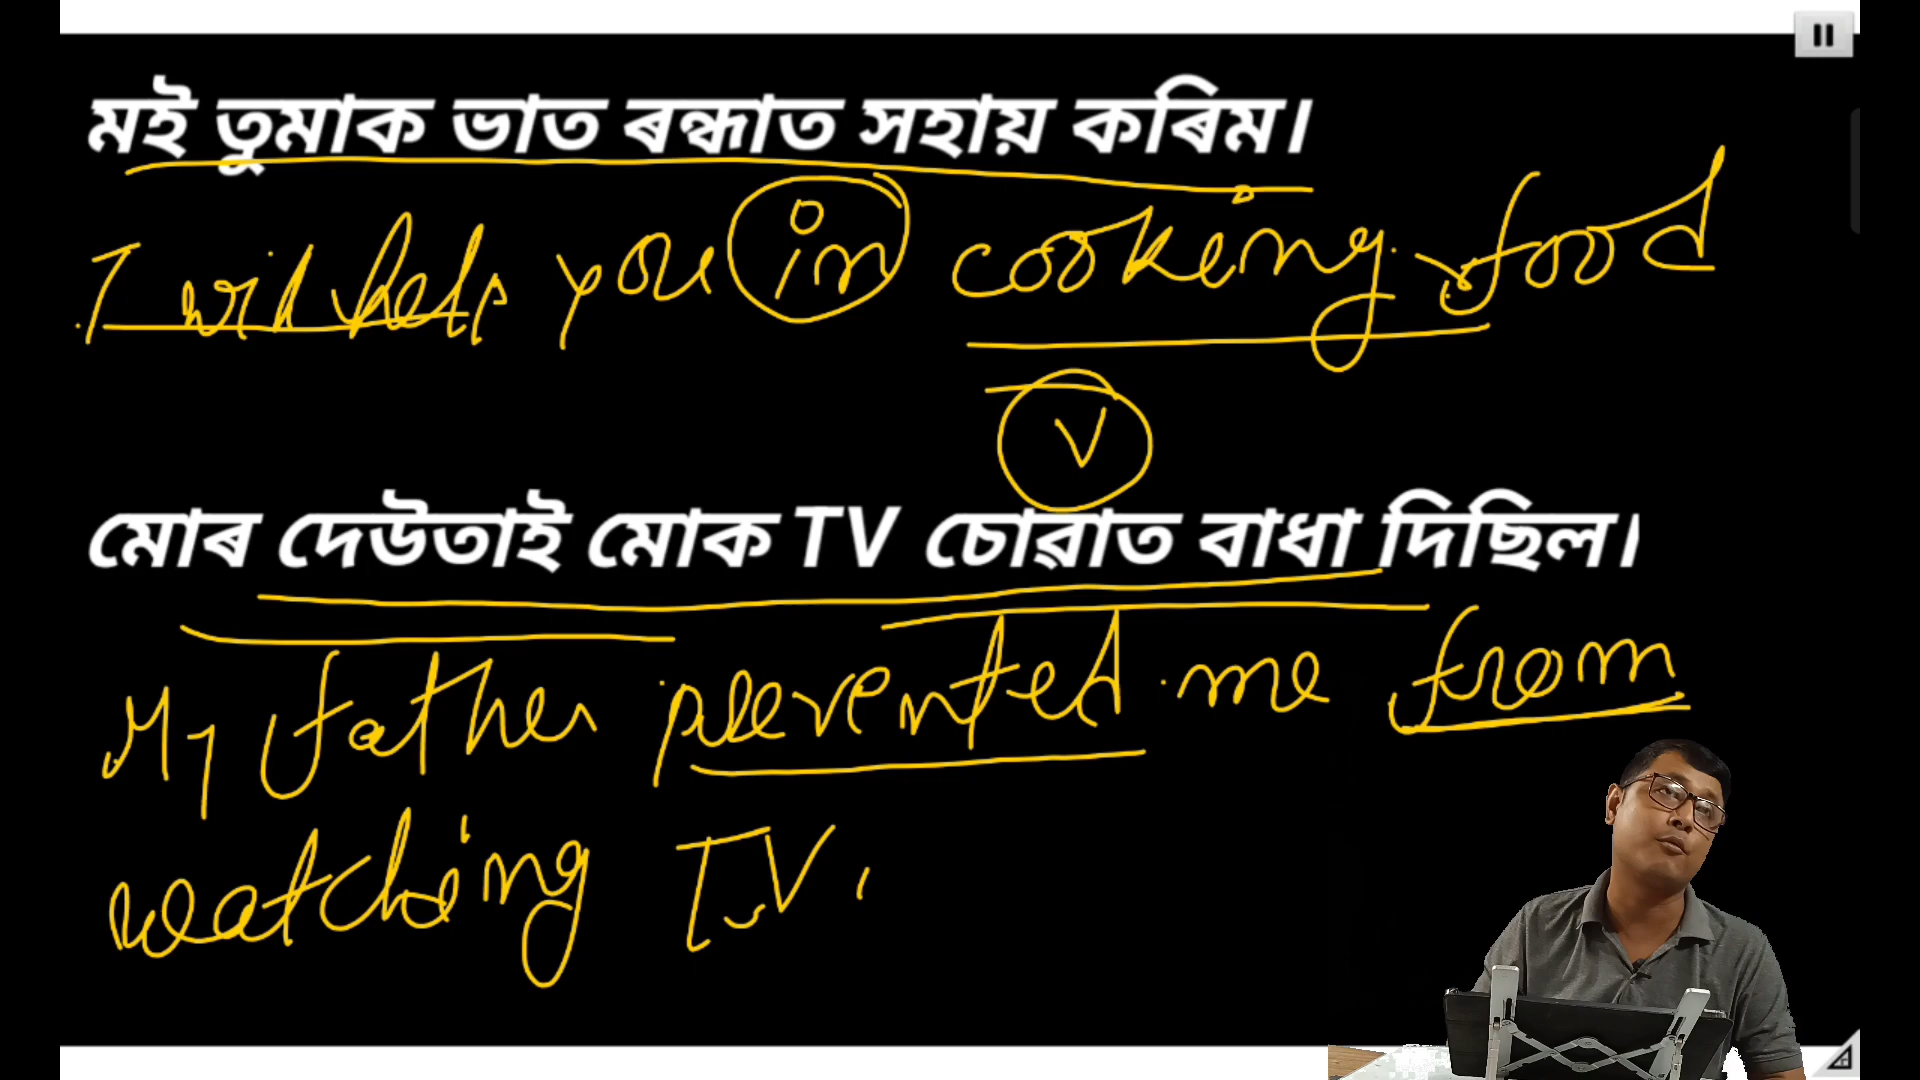 মই তুমাক ভাত ৰন্ধাত সহায় কৰিম।
I will help you in cooking food
V
মোৰ দেউতাই মোক TV চোৱাত বাধা দিছিল।
My father prevented me from
watching T.V.